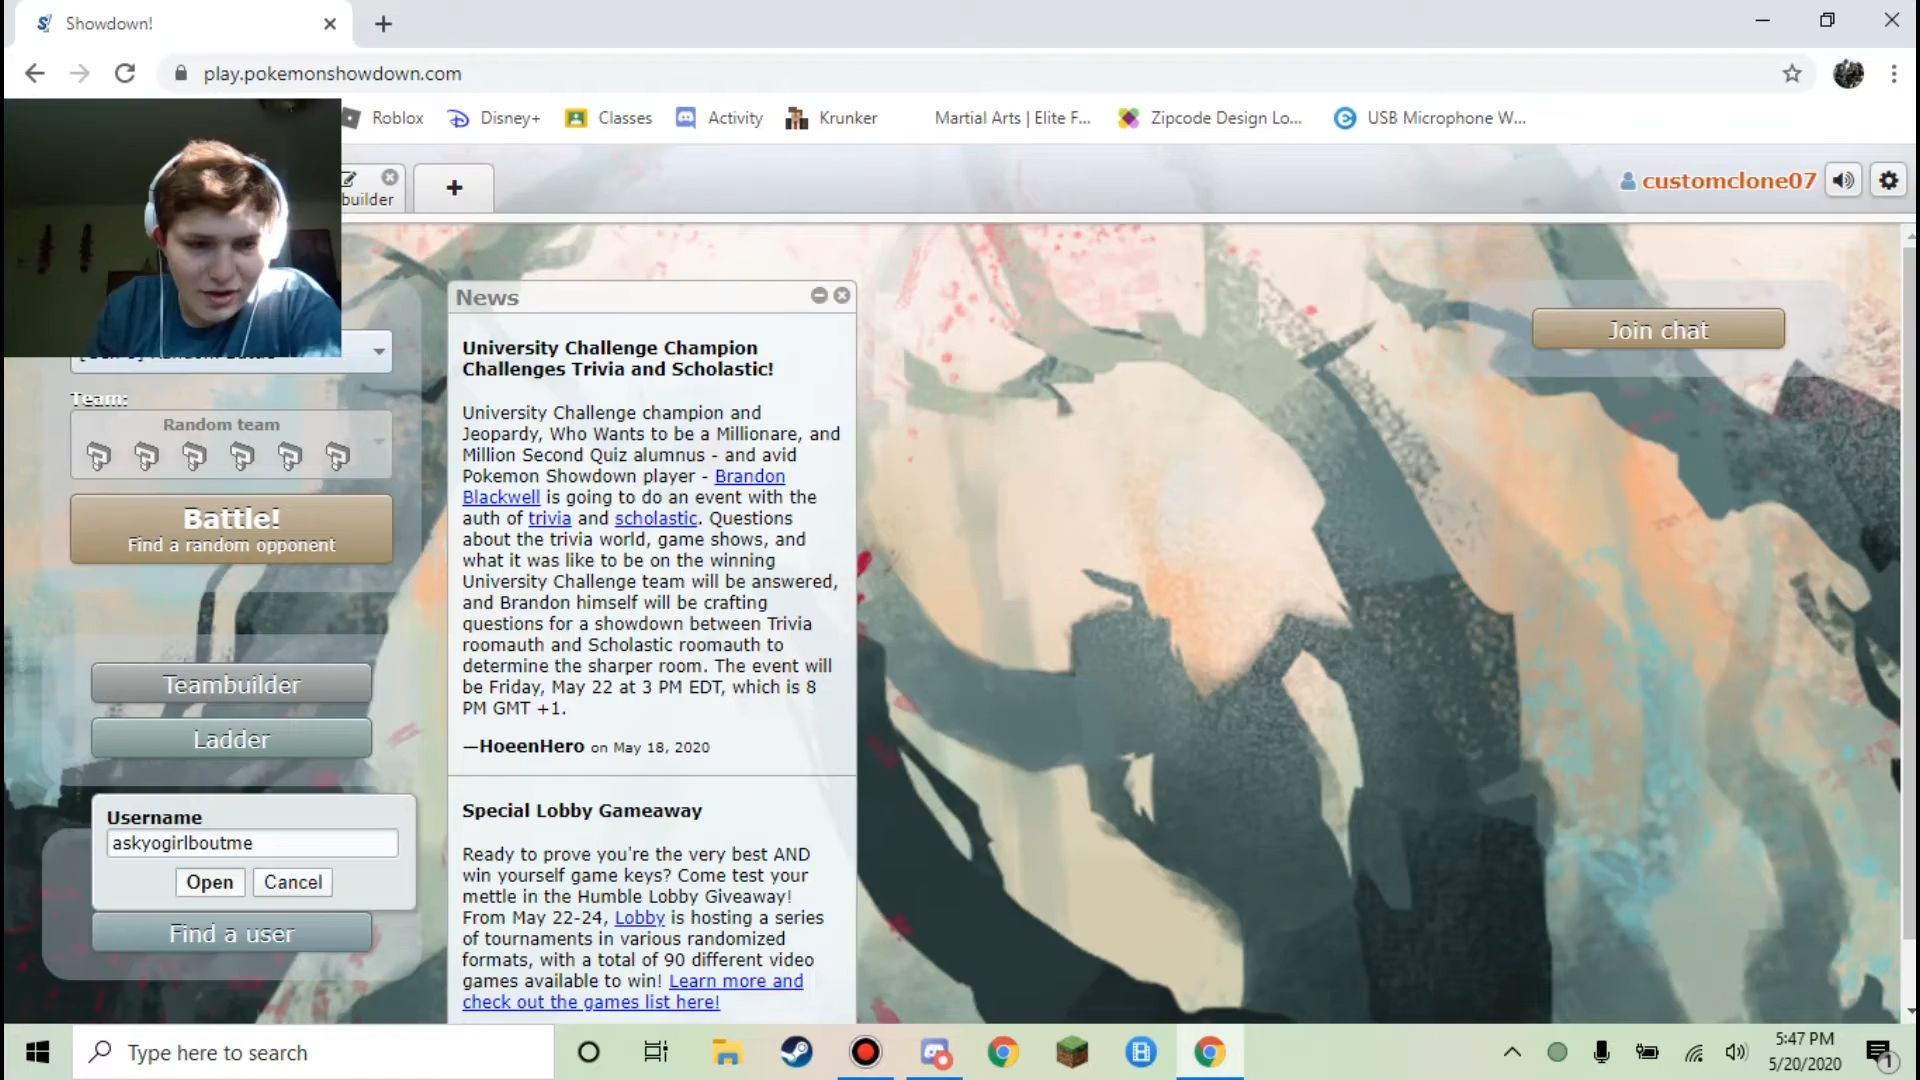 Showdown!
play.pokemonshowdown.com
Roblox
Disney+
Classes
Activity
Krunker
Martial Arts | Elite F...
Zipcode Design Lo...
USB Microphone W...
builder
+
customclone07
Team:
Random team
Battle!
Find a random opponent
Teambuilder
Ladder
Username
askyogirlboutme
Open
Cancel
Find a user
News
University Challenge Champion
Challenges Trivia and Scholastic!
University Challenge champion and
Jeopardy, Who Wants to be a Millionare, and
Million Second Quiz alumnus - and avid
Pokemon Showdown player - Brandon
Blackwell is going to do an event with the
auth of trivia and scholastic. Questions
about the trivia world, game shows, and
what it was like to be on the winning
University Challenge team will be answered,
and Brandon himself will be crafting
questions for a showdown between Trivia
roomauth and Scholastic roomauth to
determine the sharper room. The event will
be Friday, May 22 at 3 PM EDT, which is 8
PM GMT +1.
—HoeenHero on May 18, 2020
Special Lobby Gameaway
Ready to prove you're the very best AND
win yourself game keys? Come test your
mettle in the Humble Lobby Giveaway!
From May 22-24, Lobby is hosting a series
of tournaments in various randomized
formats, with a total of 90 different video
games available to win! Learn more and
check out the games list here!
Join chat
Type here to search
5:47 PM
5/20/2020
1